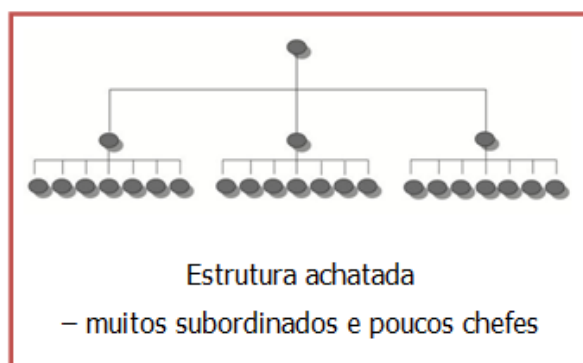 Estrutura achatada
– muitos subordinados e poucos chefes